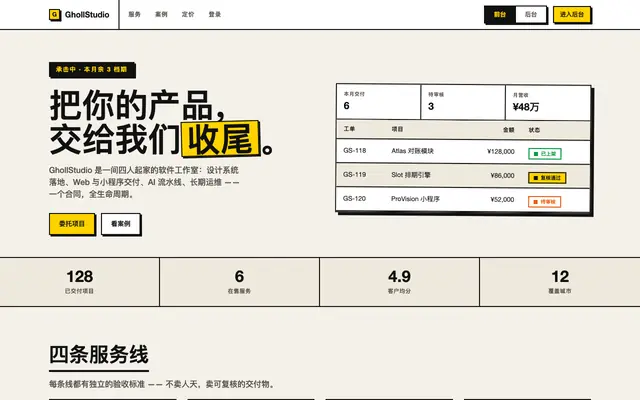 G GhollStudio 服务 案例 定价 登录 前台 后台 进入后台
承击中 · 本月余 3 档期
把你的产品，
交给我们收尾。
GhollStudio 是一间四人起家的软件工作室：设计系统
落地、Web 与小程序交付、AI 流水线、长期运维 ——
一个合同，全生命周期。
委托项目 看案例
本月交付 待审核 月营收
6 3 ¥48万
工单 项目 金额 状态
GS-118 Atlas 对账模块 ¥128,000 已上架
GS-119 Slot 排期引擎 ¥86,000 复核通过
GS-120 ProVision 小程序 ¥52,000 待审核
128 6 4.9 12
已交付项目 在售服务 客户均分 覆盖城市
四条服务线
每条线都有独立的验收标准 —— 不卖人天，卖可复核的交付物。